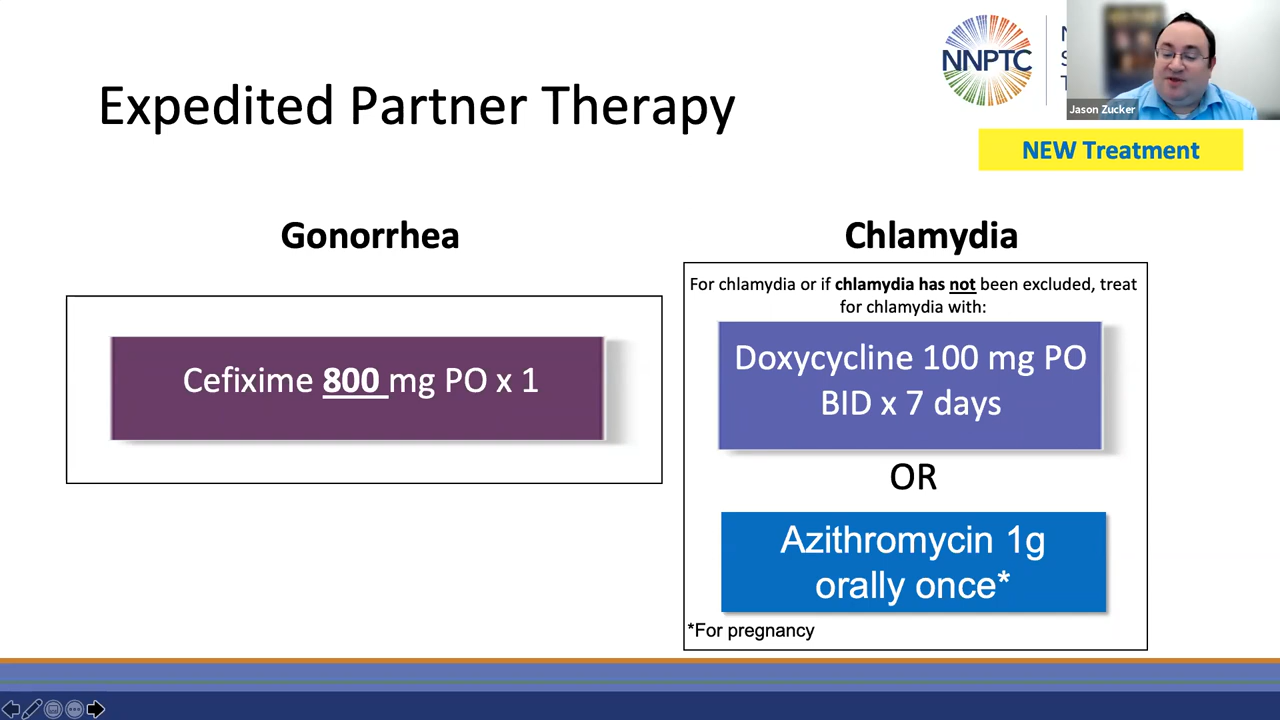 NNPTC
N
S
T
Jason Zucker
Expedited Partner Therapy
NEW Treatment
Gonorrhea
Cefixime 800 mg PO x 1
Chlamydia
For chlamydia or if chlamydia has not been excluded, treat
for chlamydia with:
Doxycycline 100 mg PO
BID x 7 days
OR
Azithromycin 1g
orally once*
*For pregnancy